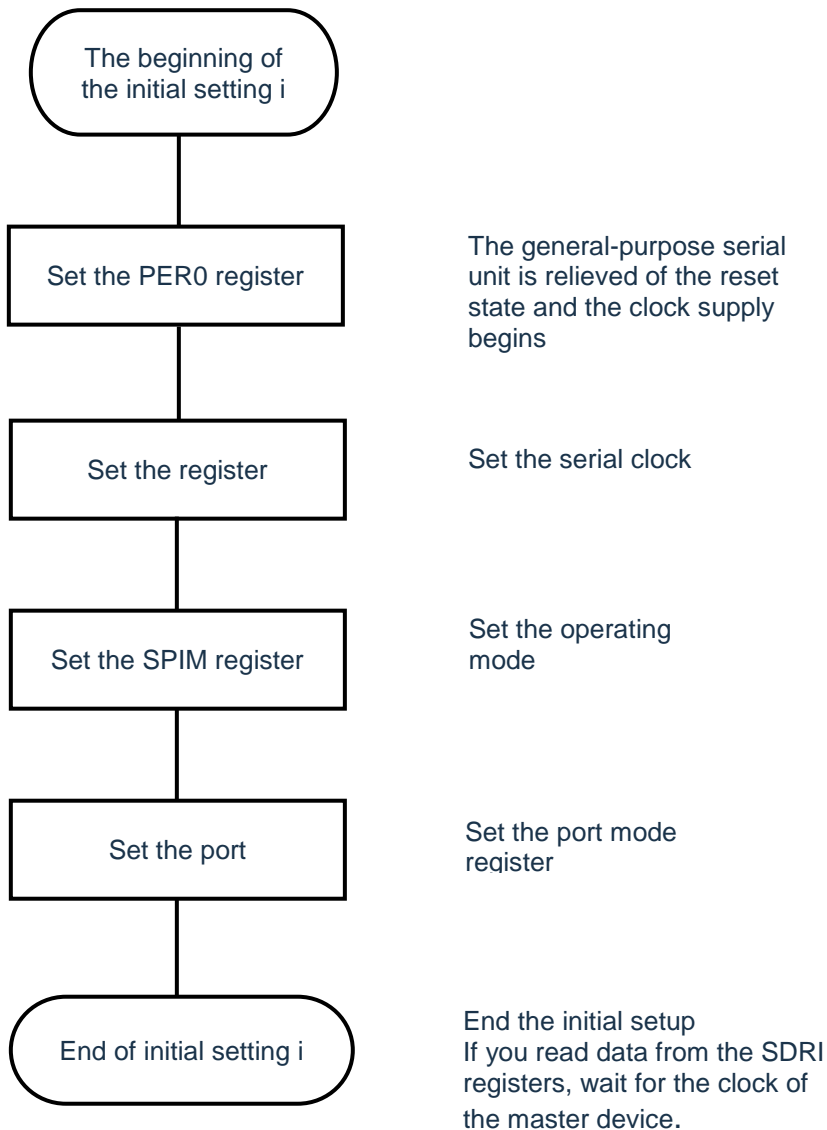 The beginning of
the initial setting i
Set the PER0 register
The general-purpose serial
unit is relieved of the reset
state and the clock supply
begins
Set the register
Set the serial clock
Set the SPIM register
Set the operating
mode
Set the port
Set the port mode
register
End of initial setting i
End the initial setup
If you read data from the SDRI
registers, wait for the clock of
the master device.